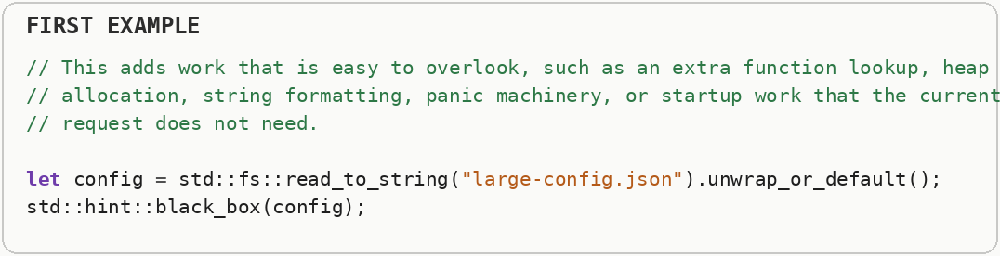 FIRST EXAMPLE
// This adds work that is easy to overlook, such as an extra function lookup, heap
// allocation, string formatting, panic machinery, or startup work that the current
// request does not need.
let config = std::fs::read_to_string("large-config.json").unwrap_or_default();
std::hint::black_box(config);